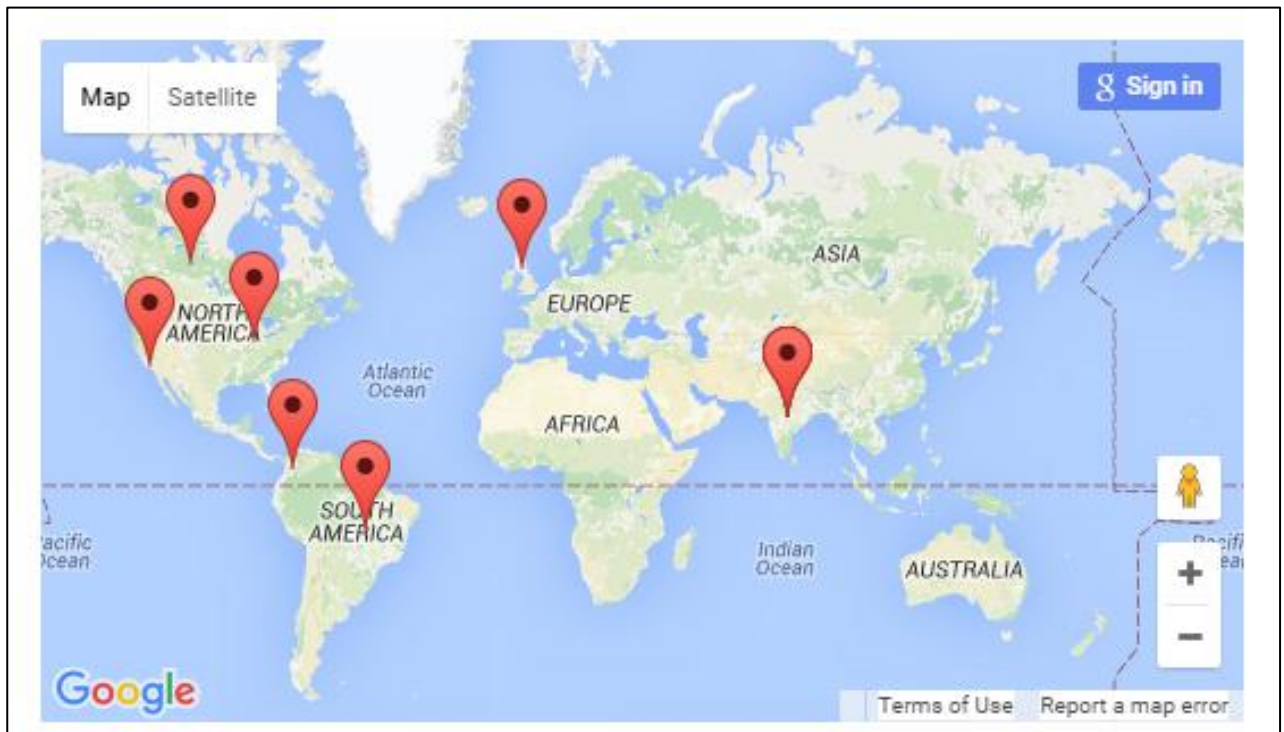 Map Satellite
g Sign in
ASIA
NORTH
AMERICA
EUROPE
Atlantic
Ocean
AFRICA
SOUTH
AMERICA
acific
Ocean
Indian
Ocean
AUSTRALIA
Pacifi
+
−
Google
Terms of Use Report a map error